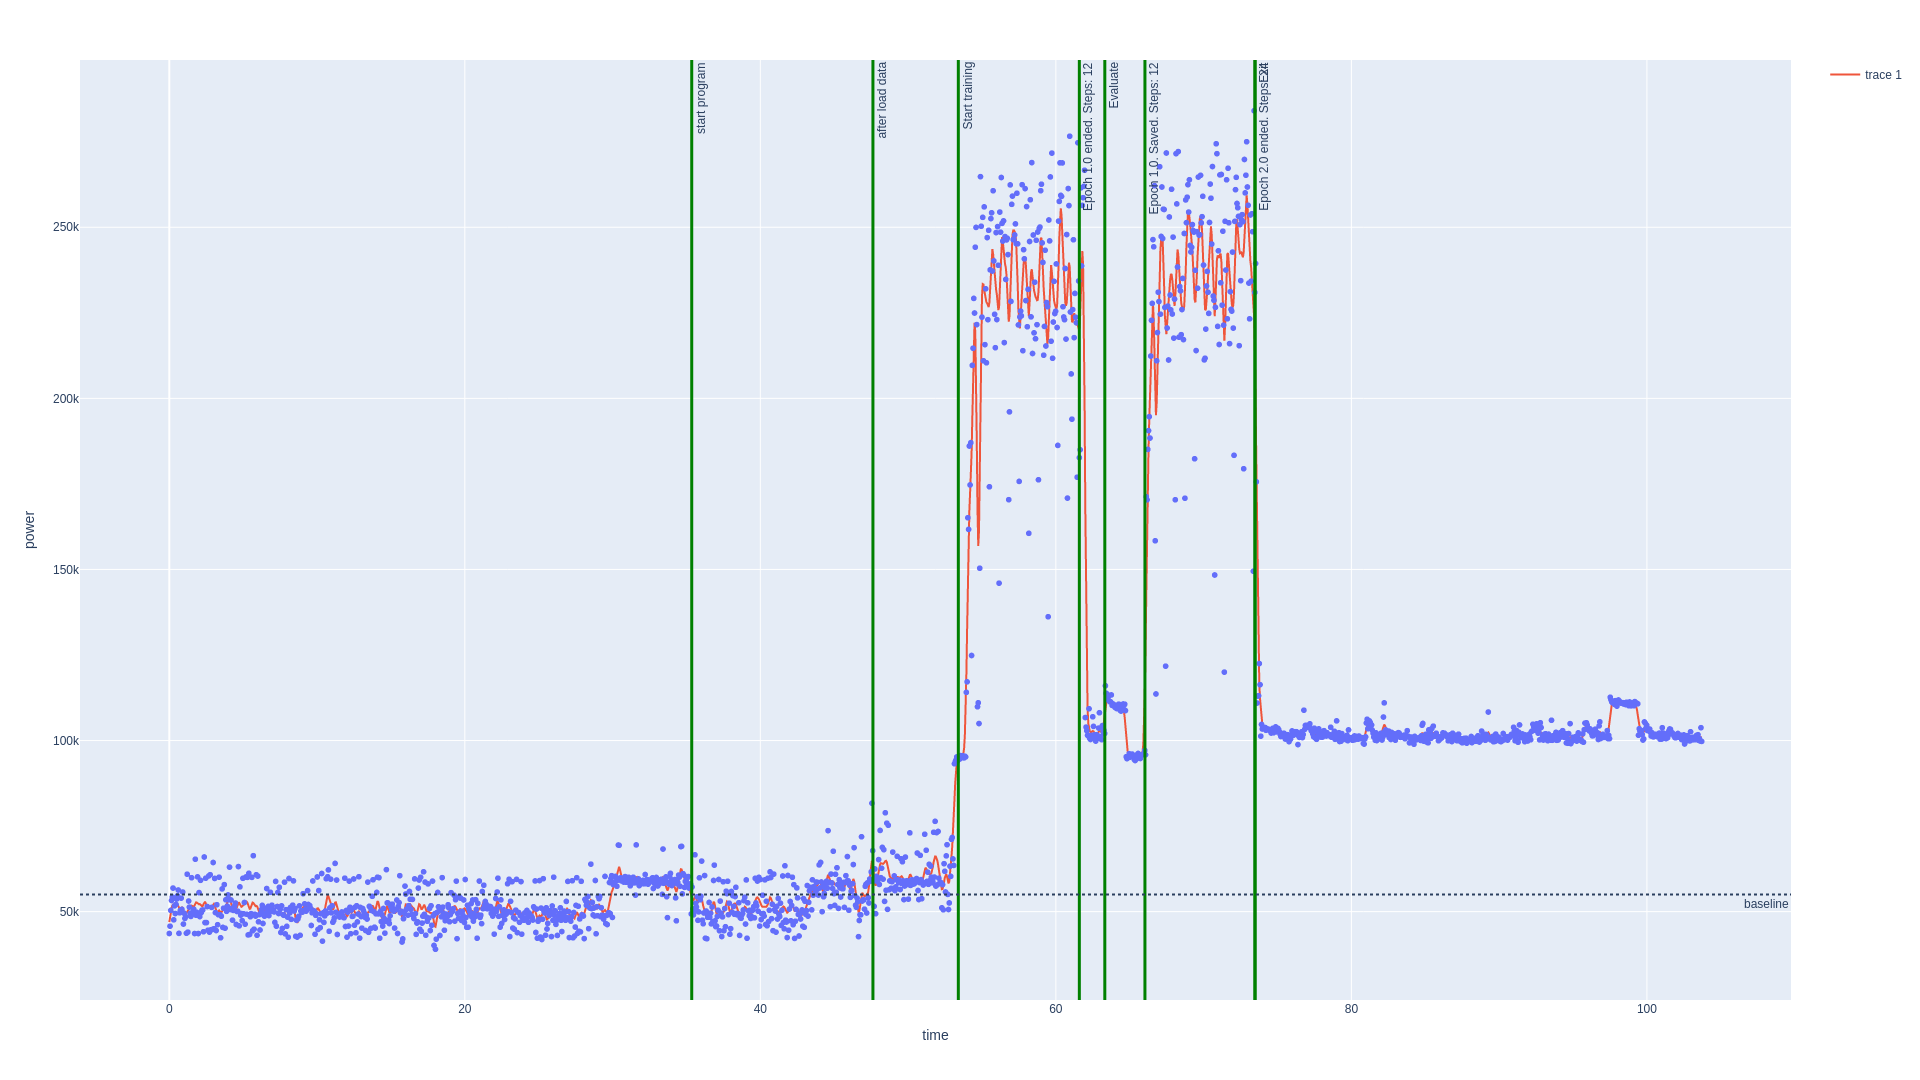 start program
after load data
Start training
Epoch 1.0 ended. Steps: 12
Evaluate
Epoch 1.0. Saved. Steps: 12
Epoch 2.0 ended. Steps: 24
Exit
trace 1
250k
200k
150k
100k
50k
power
baseline
0
20
40
60
80
100
time